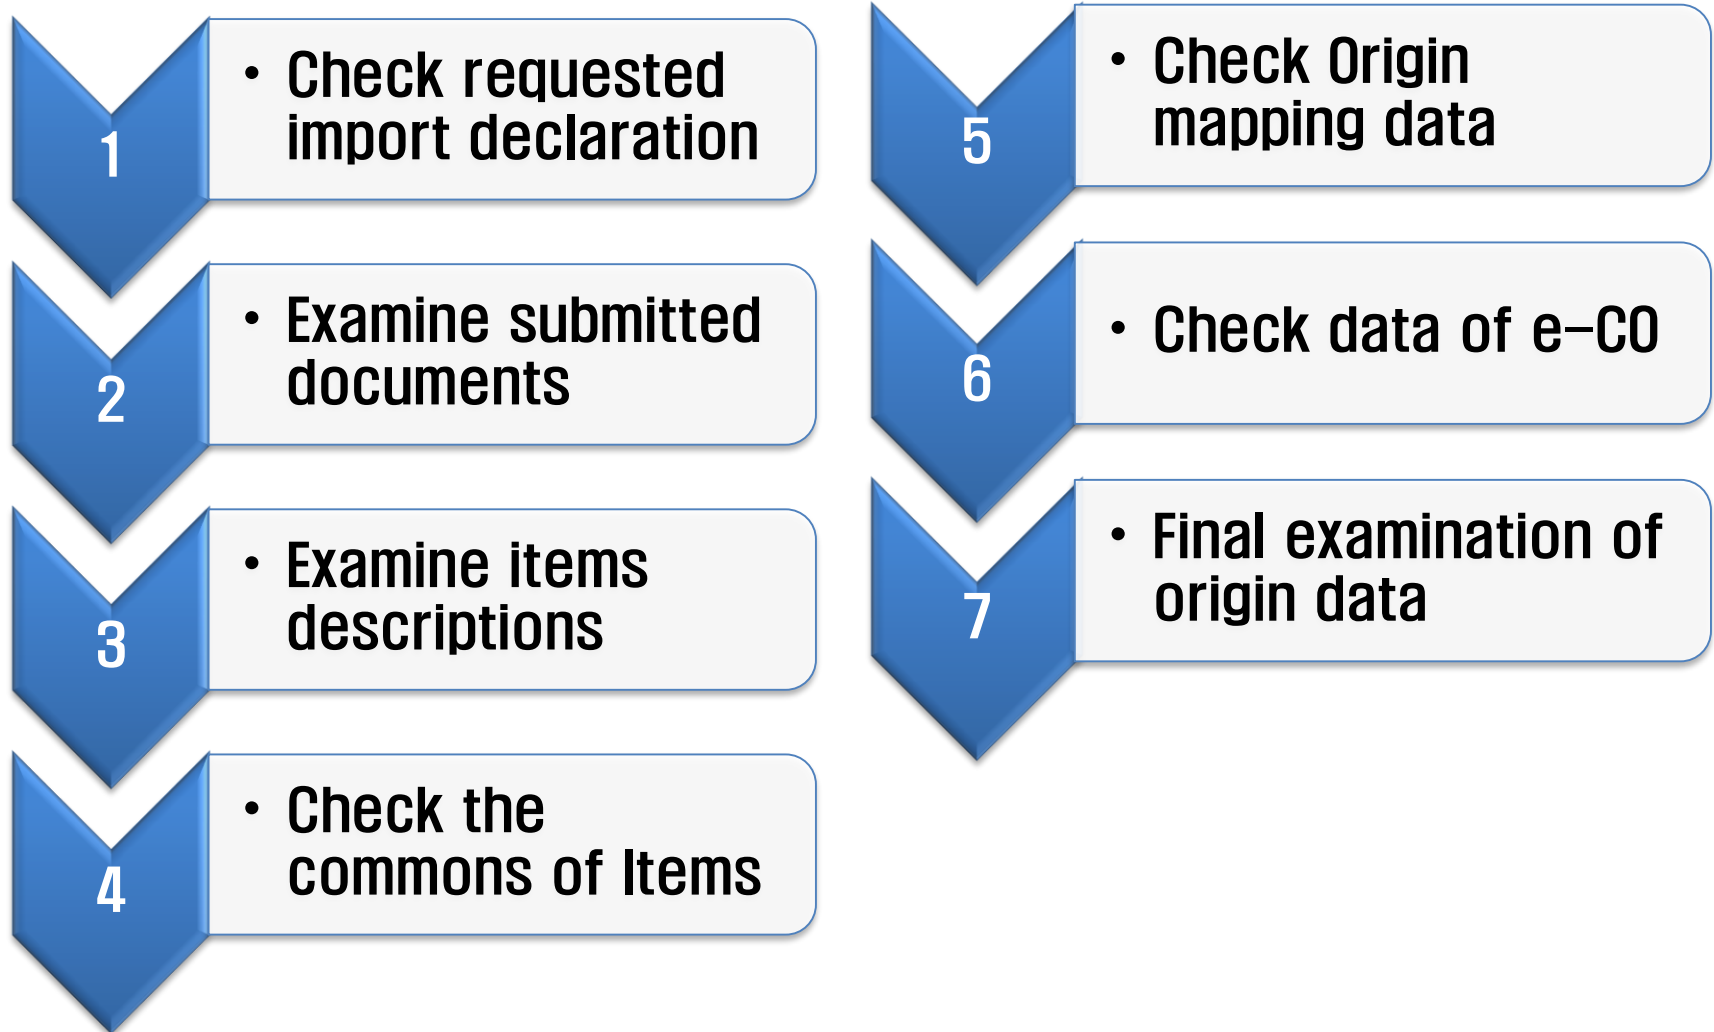 1
• Check requested
import declaration
2
• Examine submitted
documents
3
• Examine items
descriptions
4
• Check the
commons of Items
5
• Check Origin
mapping data
6
• Check data of e-CO
7
• Final examination of
origin data